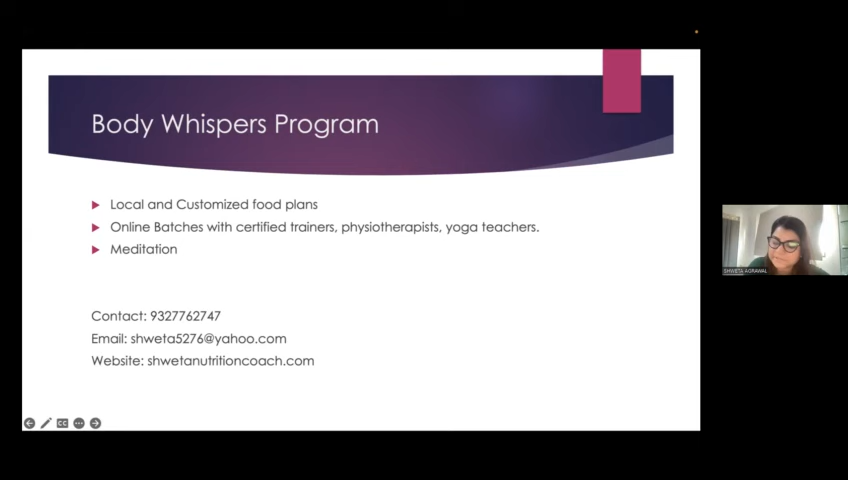 Body Whispers Program
Local and Customized food plans
Online Batches with certified trainers, physiotherapists, yoga teachers.
Meditation
Contact: 9327762747
Email: shweta5276@yahoo.com
Website: shwetanutritioncoach.com
CC
SHWETA AGRAWAL